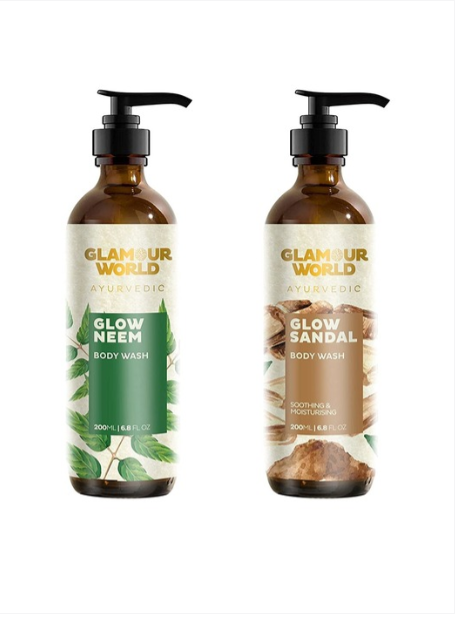 GLAMOUR
WORLD
AYURVEDIC
GLOW
NEEM
BODY WASH
200ML | 6.8 FL OZ
GLAMOUR
WORLD
AYURVEDIC
GLOW
SANDAL
BODY WASH
SOOTHING &
MOISTURISING
200ML | 6.8 FL OZ